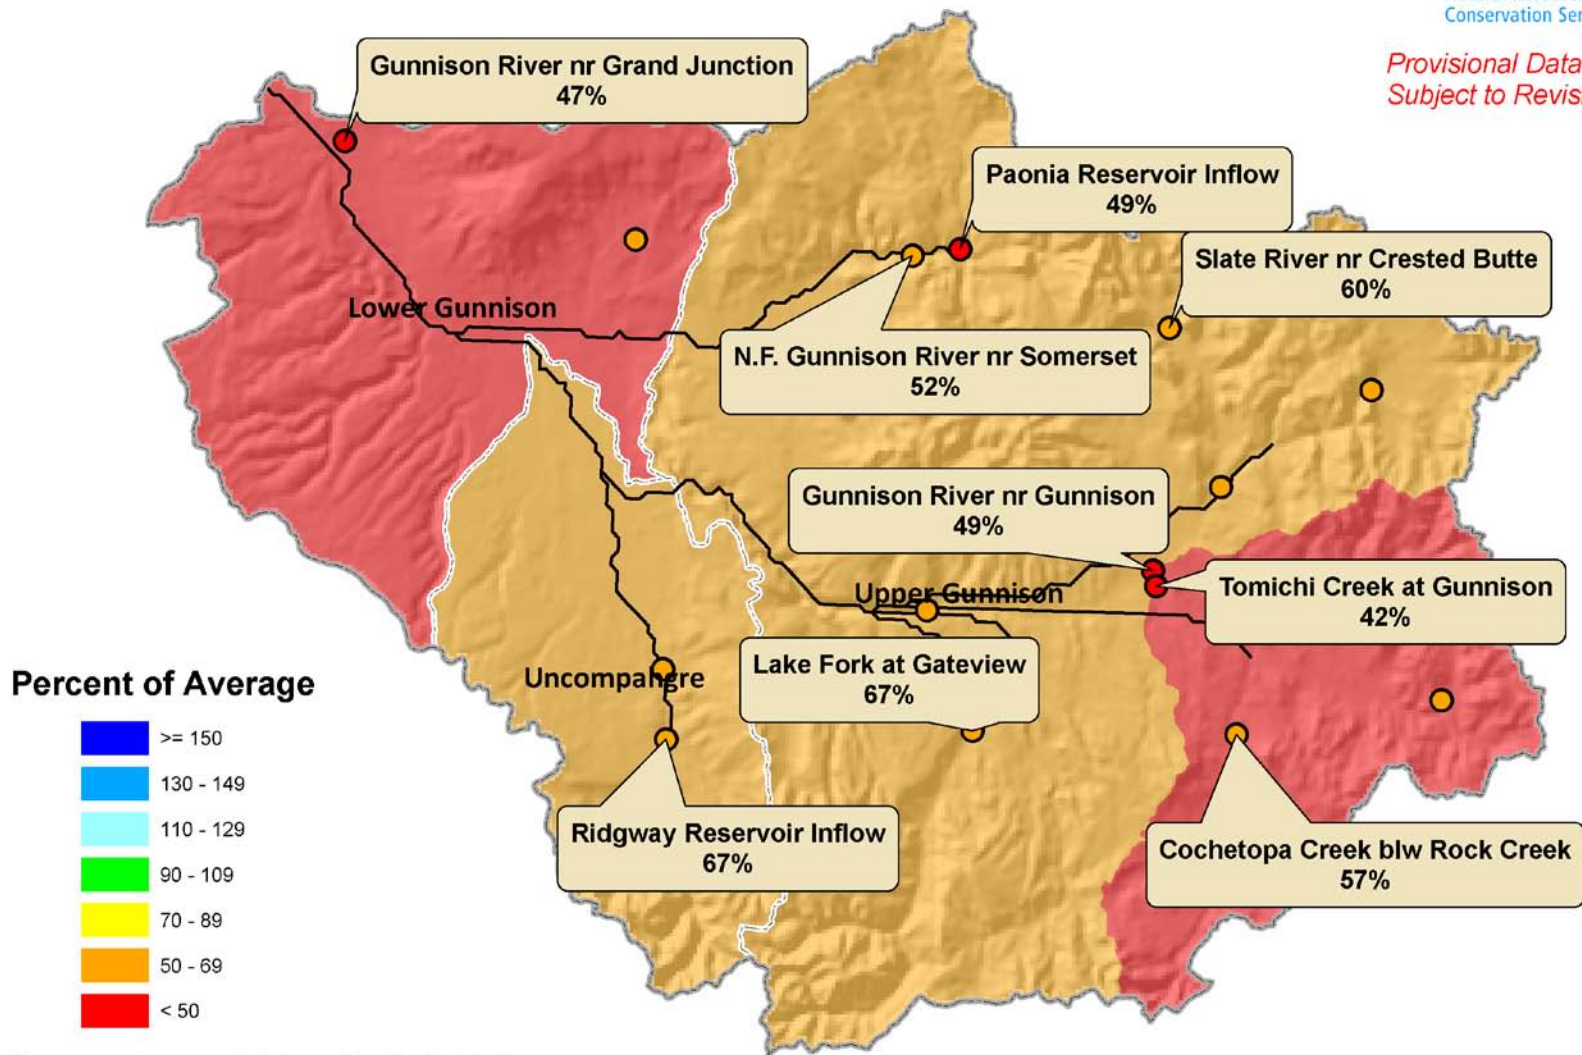 Conservation Ser
Provisional Data
Subject to Revis
Gunnison River nr Grand Junction
47%
Paonia Reservoir Inflow
49%
Slate River nr Crested Butte
60%
Lower Gunnison
N.F. Gunnison River nr Somerset
52%
Gunnison River nr Gunnison
49%
Upper Gunnison
Tomichi Creek at Gunnison
42%
Lake Fork at Gateview
67%
Uncompahgre
Ridgway Reservoir Inflow
67%
Cochetopa Creek blw Rock Creek
57%
Percent of Average
>= 150
130 - 149
110 - 129
90 - 109
70 - 89
50 - 69
< 50